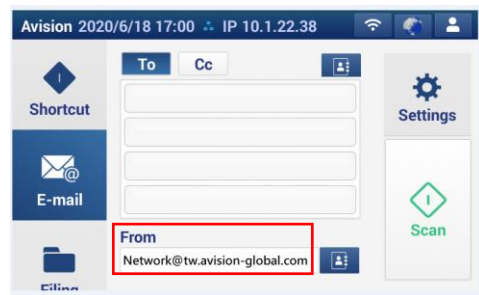 Avision 2020/6/18 17:00 IP 10.1.22.38
To Cc
Shortcut
Settings
E-mail
Scan
From
Network@tw.avision-global.com
Filing